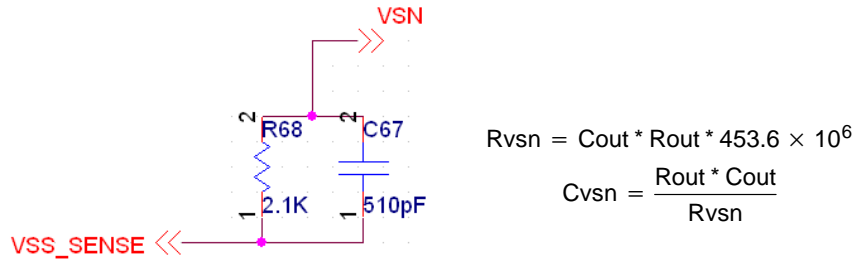 VSN
2
R68
2
C67
1
2.1K
1
510pF
VSS_SENSE
Rvsn = Cout * Rout * 453.6 × 10^6
Cvsn = Rout * Cout / Rvsn